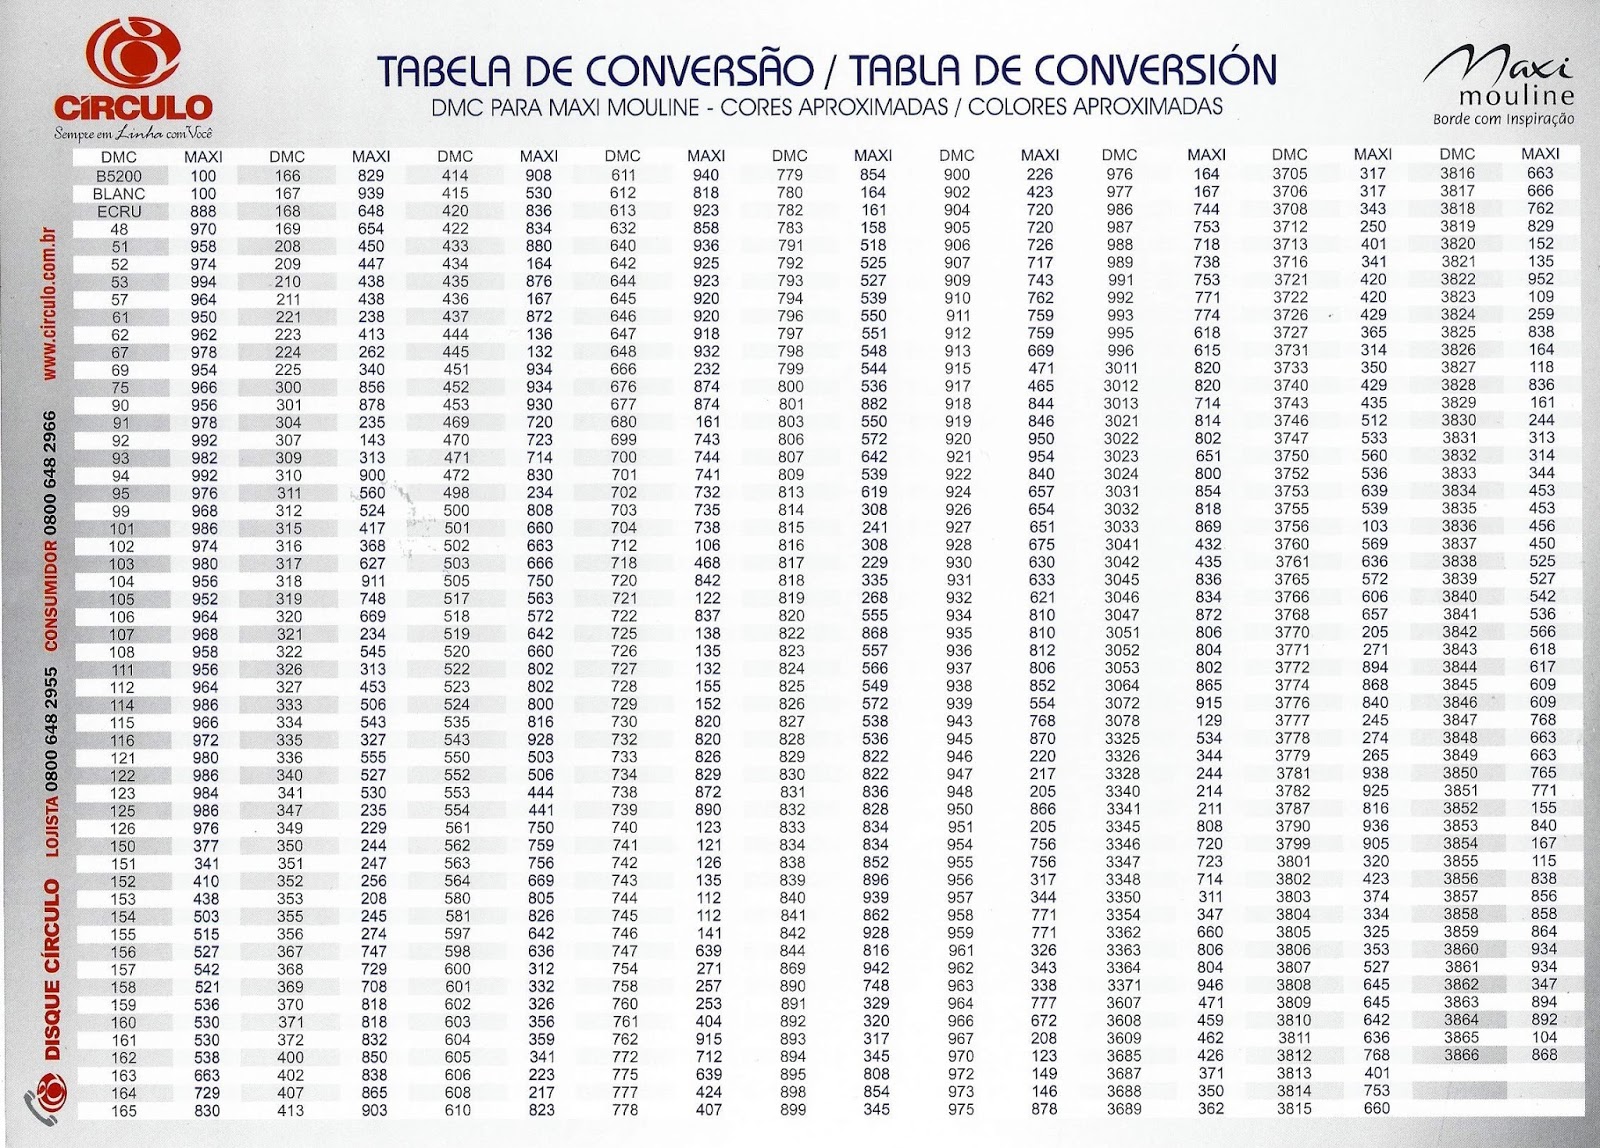 CÍRCULO
Sempre em Linha com Você
TABELA DE CONVERSÃO / TABLA DE CONVERSIÓN
DMC PARA MAXI MOULINE - CORES APROXIMADAS / COLORES APROXIMADAS
Maxi
mouline
Borde com Inspiração
DMC MAXI DMC MAXI DMC MAXI DMC MAXI DMC MAXI DMC MAXI DMC MAXI DMC MAXI DMC MAXI
B5200 100 166 829 414 908 611 940 779 854 900 226 976 164 3705 317 3816 663
BLANC 100 167 939 415 530 612 818 780 164 902 423 977 167 3706 317 3817 666
ECRU 888 168 648 420 836 613 923 782 161 904 720 986 744 3708 343 3818 762
48 970 169 654 422 834 632 858 783 158 905 720 987 753 3712 250 3819 829
51 958 208 450 433 880 640 936 791 518 906 726 988 718 3713 401 3820 152
52 974 209 447 434 164 642 925 792 525 907 717 989 738 3716 341 3821 135
53 994 210 438 435 876 644 923 793 527 909 743 991 753 3721 420 3822 952
57 964 211 438 436 167 645 920 794 539 910 762 992 771 3722 420 3823 109
61 950 221 238 437 872 646 920 796 550 911 759 993 774 3726 429 3824 259
62 962 223 413 444 136 647 918 797 551 912 759 995 618 3727 365 3825 838
67 978 224 262 445 132 648 932 798 548 913 669 996 615 3731 314 3826 164
69 954 225 340 451 934 666 232 799 544 915 471 3011 820 3733 350 3827 118
75 966 300 856 452 934 676 874 800 536 917 465 3012 820 3740 429 3828 836
90 956 301 878 453 930 677 874 801 882 918 844 3013 714 3743 435 3829 161
91 978 304 235 469 720 680 161 803 550 919 846 3021 814 3746 512 3830 244
92 992 307 143 470 723 699 743 806 572 920 950 3022 802 3747 533 3831 313
93 982 309 313 471 714 700 744 807 642 921 954 3023 651 3750 560 3832 314
94 992 310 900 472 830 701 741 809 539 922 840 3024 800 3752 536 3833 344
95 976 311 560 498 234 702 732 813 619 924 657 3031 854 3753 639 3834 453
99 968 312 524 500 808 703 735 814 308 926 654 3032 818 3755 539 3835 453
101 986 315 417 501 660 704 738 815 241 927 651 3033 869 3756 103 3836 456
102 974 316 368 502 663 712 106 816 308 928 675 3041 432 3760 569 3837 450
103 980 317 627 503 666 718 468 817 229 930 630 3042 435 3761 636 3838 525
104 956 318 911 505 750 720 842 818 335 931 633 3045 836 3765 572 3839 527
105 952 319 748 517 563 721 122 819 268 932 621 3046 834 3766 606 3840 542
106 964 320 669 518 572 722 837 820 555 934 810 3047 872 3768 657 3841 536
107 968 321 234 519 642 725 138 822 868 935 810 3051 806 3770 205 3842 566
108 958 322 545 520 660 726 135 823 557 936 812 3052 804 3771 271 3843 618
111 956 326 313 522 802 727 132 824 566 937 806 3053 802 3772 894 3844 617
112 964 327 453 523 802 728 155 825 549 938 852 3064 865 3774 868 3845 609
114 986 333 506 524 800 729 152 826 572 939 554 3072 915 3776 840 3846 609
115 966 334 543 535 816 730 820 827 538 943 768 3078 129 3777 245 3847 768
116 972 335 327 543 928 732 820 828 536 945 870 3325 534 3778 274 3848 663
121 980 336 555 550 503 733 826 829 822 946 220 3326 344 3779 265 3849 663
122 986 340 527 552 506 734 829 830 822 947 217 3328 244 3781 938 3850 765
123 984 341 530 553 444 738 872 831 836 948 205 3340 214 3782 925 3851 771
125 986 347 235 554 441 739 890 832 828 950 866 3341 211 3787 816 3852 155
126 976 349 229 561 750 740 123 833 834 951 205 3345 808 3790 936 3853 840
150 377 350 244 562 759 741 121 834 834 954 756 3346 720 3799 905 3854 167
151 341 351 247 563 756 742 126 838 852 955 756 3347 723 3801 320 3855 115
152 410 352 256 564 669 743 135 839 896 956 317 3348 714 3802 423 3856 838
153 438 353 208 580 805 744 112 840 939 957 344 3350 311 3803 374 3857 856
154 503 355 245 581 826 745 112 841 862 958 771 3354 347 3804 334 3858 858
155 515 356 274 597 642 746 141 842 928 959 771 3362 660 3805 325 3859 864
156 527 367 747 598 636 747 639 844 816 961 326 3363 806 3806 353 3860 934
157 542 368 729 600 312 754 271 869 942 962 343 3364 804 3807 527 3861 934
158 521 369 708 601 332 758 257 890 748 963 338 3371 946 3808 645 3862 347
159 536 370 818 602 326 760 253 891 329 964 777 3607 471 3809 645 3863 894
160 530 371 818 603 356 761 404 892 320 966 672 3608 459 3810 642 3864 892
161 530 372 832 604 359 762 915 893 317 967 208 3609 462 3811 636 3865 104
162 538 400 850 605 341 772 712 894 345 970 123 3685 426 3812 768 3866 868
163 663 402 838 606 223 775 639 895 808 972 149 3687 371 3813 401
164 729 407 865 608 217 777 424 898 854 973 146 3688 350 3814 753
165 830 413 903 610 823 778 407 899 345 975 878 3689 362 3815 660
DISQUE CÍRCULO LOJISTA 0800 648 2955 CONSUMIDOR 0800 648 2966 www.circulo.com.br